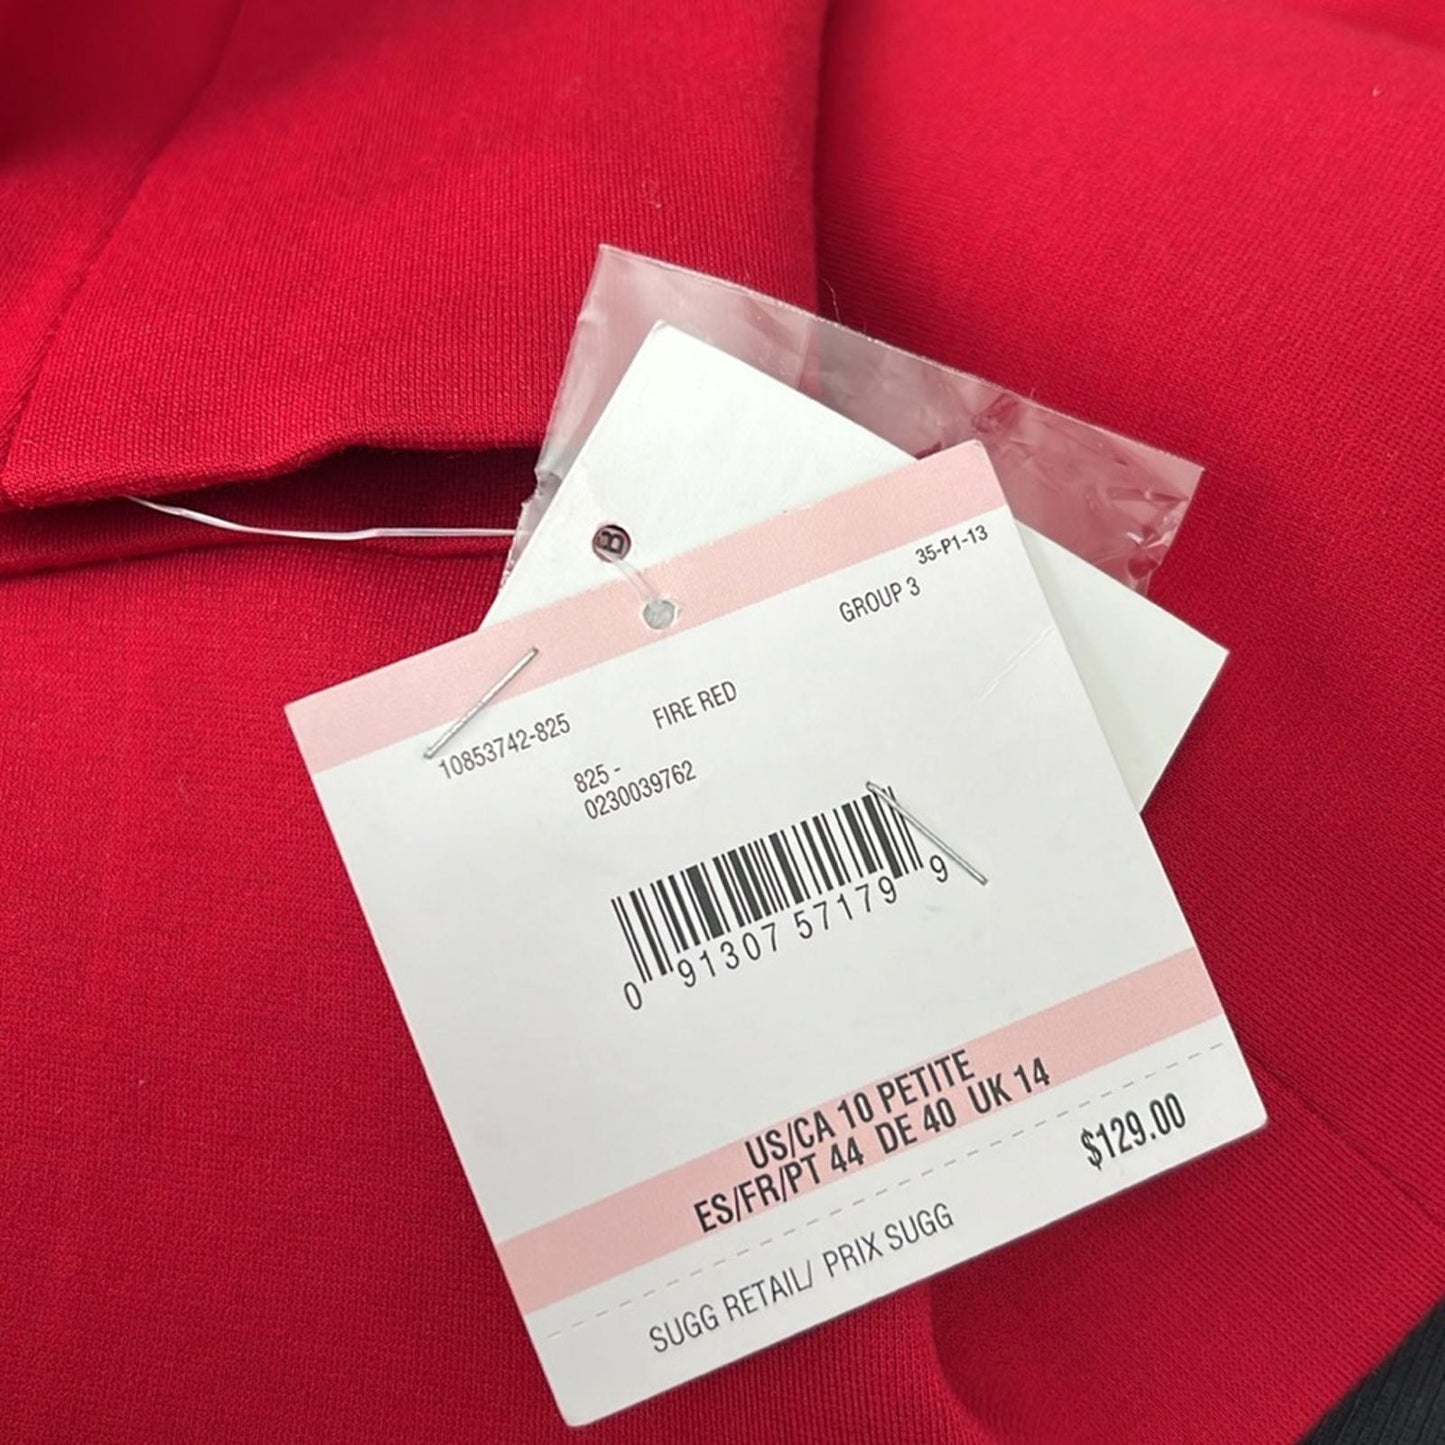 B
35-P1-13
GROUP 3
10853742-825 FIRE RED
825 -
0230039762
0 91307 57179 9
US/CA 10 PETITE
ES/FR/PT 44 DE 40 UK 14
$129.00
SUGG RETAIL/ PRIX SUGG